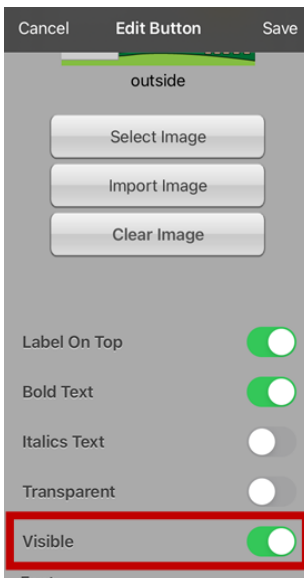 Cancel Edit Button Save
outside
Select Image
Import Image
Clear Image
Label On Top
Bold Text
Italics Text
Transparent
Visible